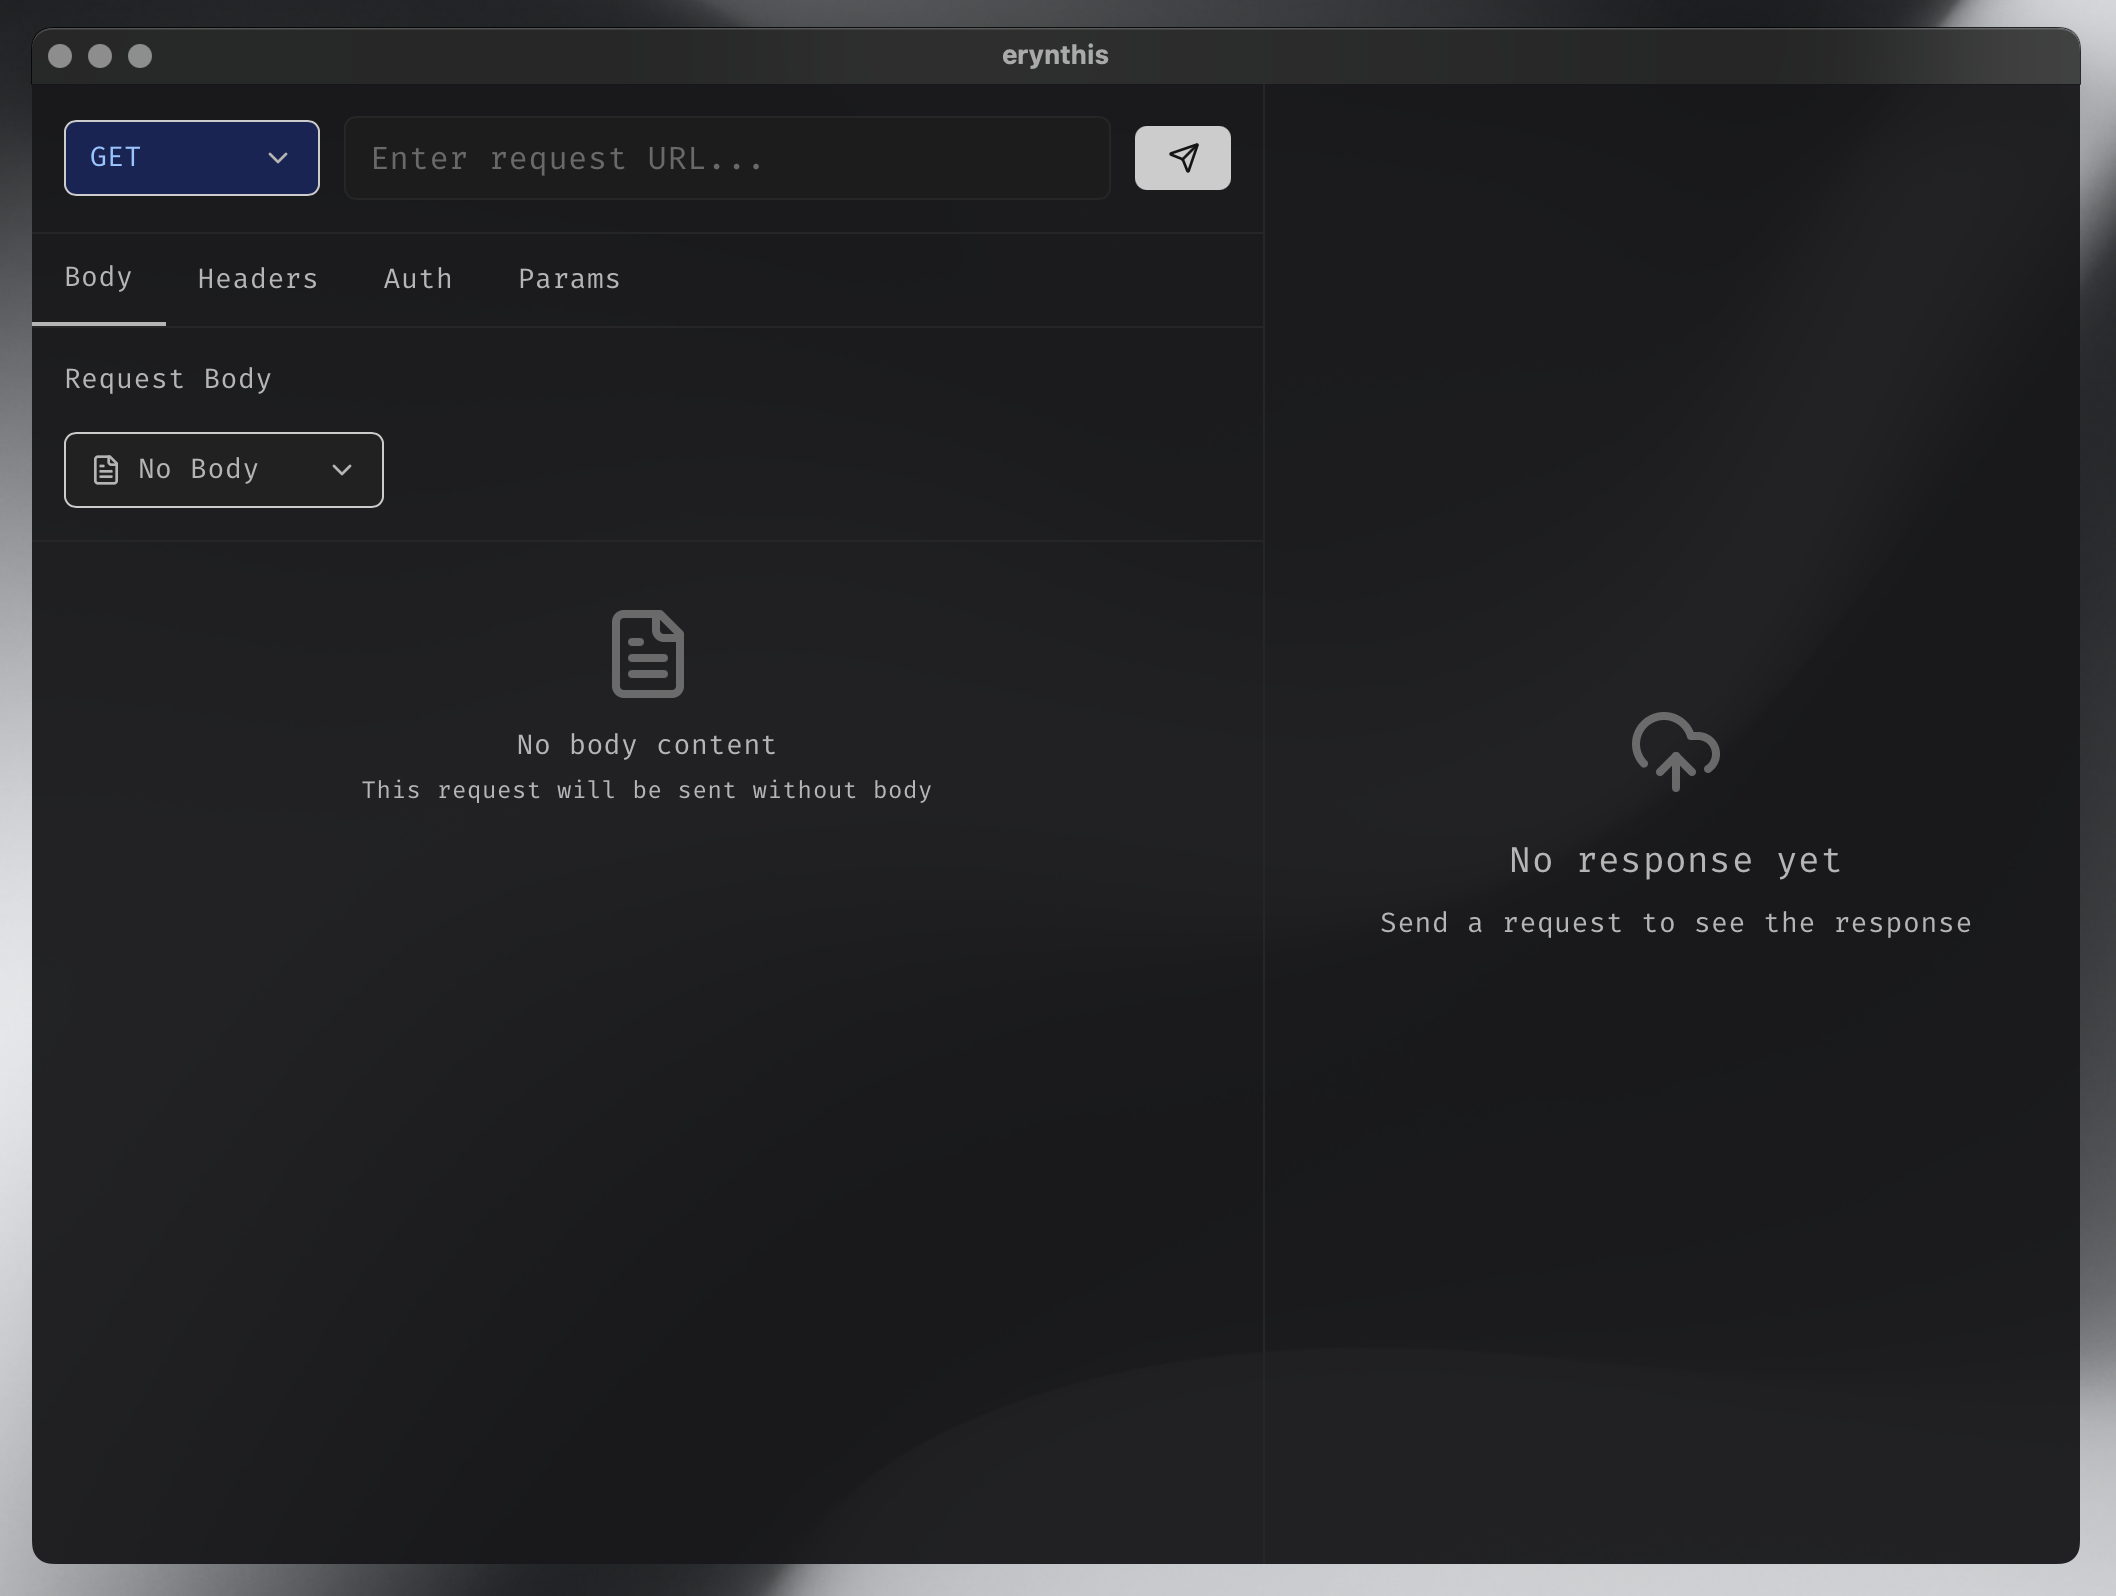 erynthis
GET
Enter request URL...
Body Headers Auth Params
Request Body
No Body
No body content
This request will be sent without body
No response yet
Send a request to see the response